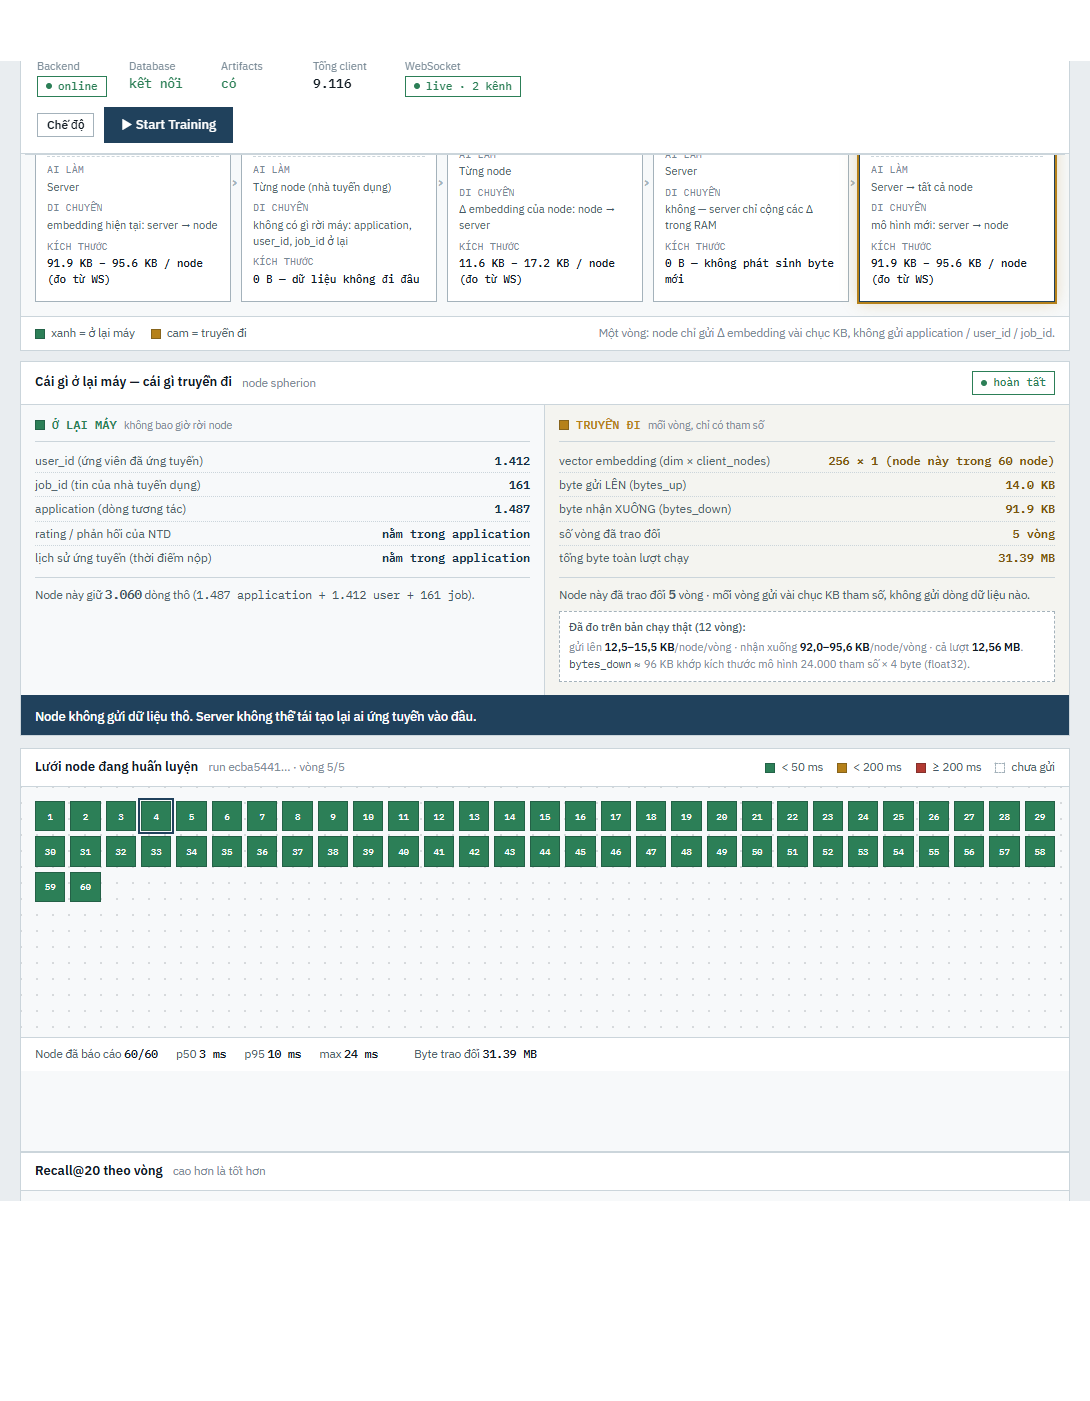 Backend Database Artifacts Tổng client WebSocket
online kết nối có 9.116 live · 2 kênh
Chế độ ▶ Start Training
AI LÀM
Server
DI CHUYỂN
embedding hiện tại: server → node
KÍCH THƯỚC
91.9 KB – 95.6 KB / node
(đo từ WS)
›
AI LÀM
Từng node (nhà tuyển dụng)
DI CHUYỂN
không có gì rời máy: application,
user_id, job_id ở lại
KÍCH THƯỚC
0 B — dữ liệu không đi đâu
›
AI LÀM
Từng node
DI CHUYỂN
Δ embedding của node: node →
server
KÍCH THƯỚC
11.6 KB – 17.2 KB / node
(đo từ WS)
›
AI LÀM
Server
DI CHUYỂN
không — server chỉ cộng các Δ
trong RAM
KÍCH THƯỚC
0 B — không phát sinh byte
mới
›
AI LÀM
Server → tất cả node
DI CHUYỂN
mô hình mới: server → node
KÍCH THƯỚC
91.9 KB – 95.6 KB / node
(đo từ WS)
xanh = ở lại máy cam = truyền đi Một vòng: node chỉ gửi Δ embedding vài chục KB, không gửi application / user_id / job_id.
Cái gì ở lại máy — cái gì truyền đi node spherion hoàn tất
Ở LẠI MÁY không bao giờ rời node
user_id (ứng viên đã ứng tuyển) 1.412
job_id (tin của nhà tuyển dụng) 161
application (dòng tương tác) 1.487
rating / phản hồi của NTD nằm trong application
lịch sử ứng tuyển (thời điểm nộp) nằm trong application
Node này giữ 3.060 dòng thô (1.487 application + 1.412 user + 161 job).
TRUYỀN ĐI mỗi vòng, chỉ có tham số
vector embedding (dim × client_nodes) 256 × 1 (node này trong 60 node)
byte gửi LÊN (bytes_up) 14.0 KB
byte nhận XUỐNG (bytes_down) 91.9 KB
số vòng đã trao đổi 5 vòng
tổng byte toàn lượt chạy 31.39 MB
Node này đã trao đổi 5 vòng · mỗi vòng gửi vài chục KB tham số, không gửi dòng dữ liệu nào.
Đã đo trên bản chạy thật (12 vòng):
gửi lên 12,5–15,5 KB/node/vòng · nhận xuống 92,0–95,6 KB/node/vòng · cả lượt 12,56 MB.
bytes_down ≈ 96 KB khớp kích thước mô hình 24.000 tham số × 4 byte (float32).
Node không gửi dữ liệu thô. Server không thể tái tạo lại ai ứng tuyển vào đâu.
Lưới node đang huấn luyện run ecba5441… · vòng 5/5 < 50 ms < 200 ms ≥ 200 ms chưa gửi
1 2 3 4 5 6 7 8 9 10 11 12 13 14 15 16 17 18 19 20 21 22 23 24 25 26 27 28 29
30 31 32 33 34 35 36 37 38 39 40 41 42 43 44 45 46 47 48 49 50 51 52 53 54 55 56 57 58
59 60
Node đã báo cáo 60/60 p50 3 ms p95 10 ms max 24 ms Byte trao đổi 31.39 MB
Recall@20 theo vòng cao hơn là tốt hơn